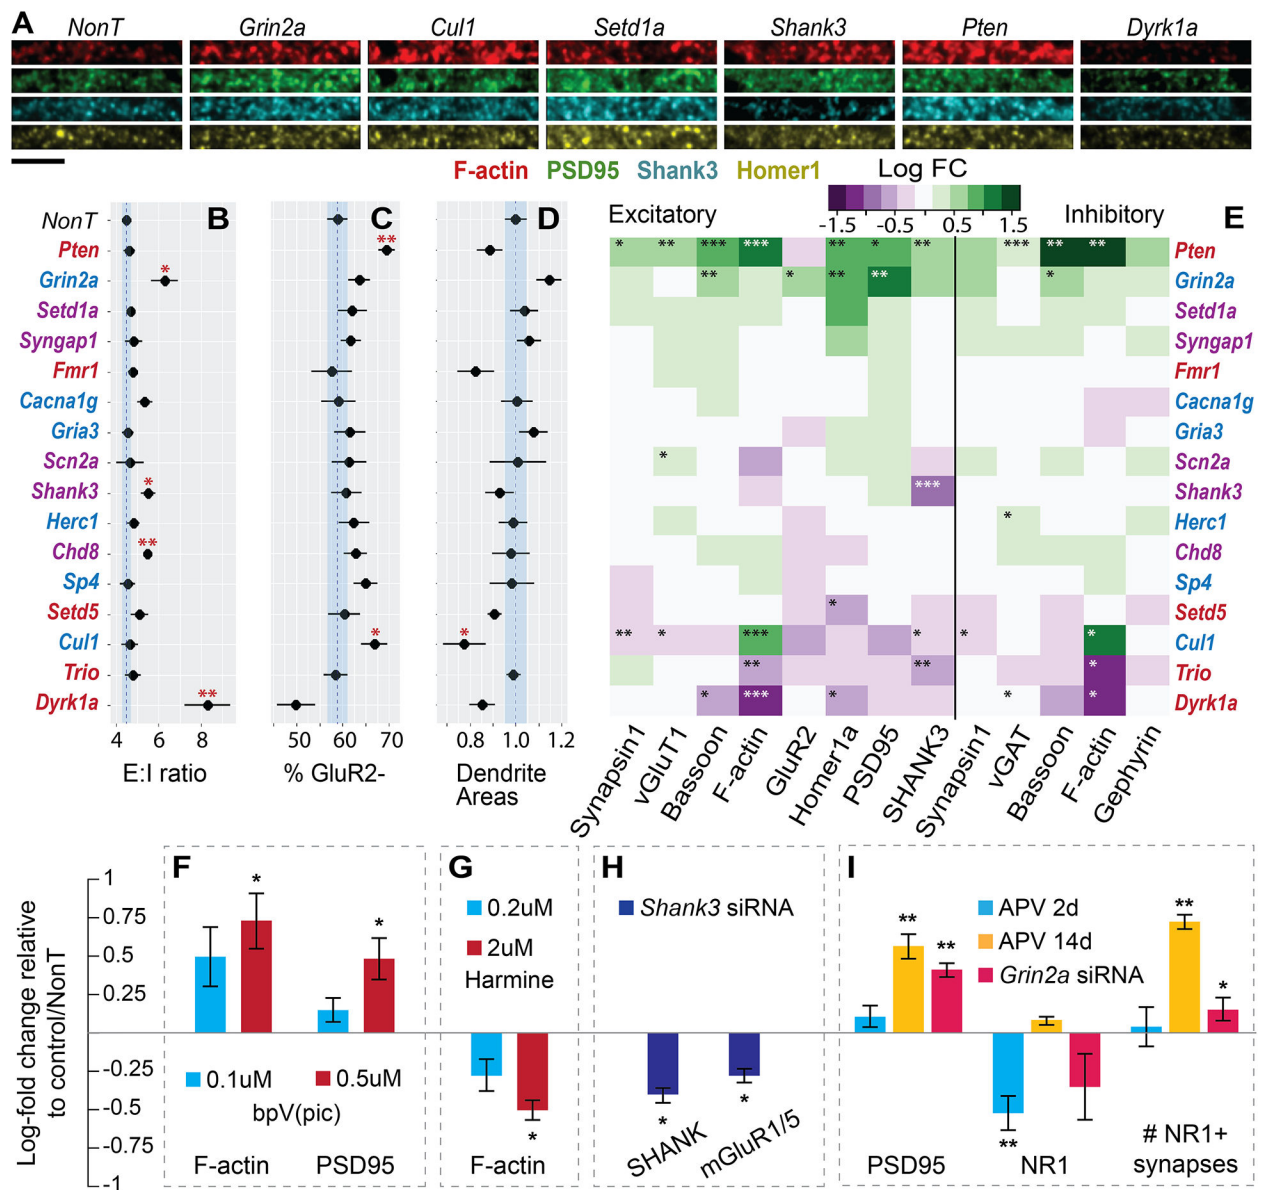 A
NonT Grin2a Cul1 Setd1a Shank3 Pten Dyrk1a
F-actin PSD95 Shank3 Homer1
Log FC
-1.5 -0.5 0.5 1.5
B
C
D
Excitatory Inhibitory E
NonT
Pten
Grin2a
Setd1a
Syngap1
Fmr1
Cacna1g
Gria3
Scn2a
Shank3
Herc1
Chd8
Sp4
Setd5
Cul1
Trio
Dyrk1a
*
*
**
**
4 6 8
E:I ratio
**
*
50 60 70
% GluR2-
*
0.8 1.0 1.2
Dendrite
Areas
* ** *** *** ** * ** *** ** ** Pten
** * ** ** * Grin2a
Setd1a
Syngap1
Fmr1
Cacna1g
Gria3
* Scn2a
*** Shank3
* Herc1
Chd8
Sp4
* Setd5
** * *** * * * Cul1
** ** * Trio
* *** * * * Dyrk1a
Synapsin1
vGluT1
Bassoon
F-actin
GluR2
Homer1a
PSD95
SHANK3
Synapsin1
vGAT
Bassoon
F-actin
Gephyrin
Log-fold change relative
to control/NonT
1
0.75
0.5
0.25
-0.25
-0.5
-0.75
-1
F
*
*
0.1uM 0.5uM
bpV(pic)
F-actin PSD95
G
0.2uM
2uM
Harmine
*
F-actin
H
Shank3 siRNA
*
*
SHANK
mGluR1/5
I
APV 2d
APV 14d
Grin2a siRNA
**
**
**
**
*
PSD95 NR1
# NR1+
synapses